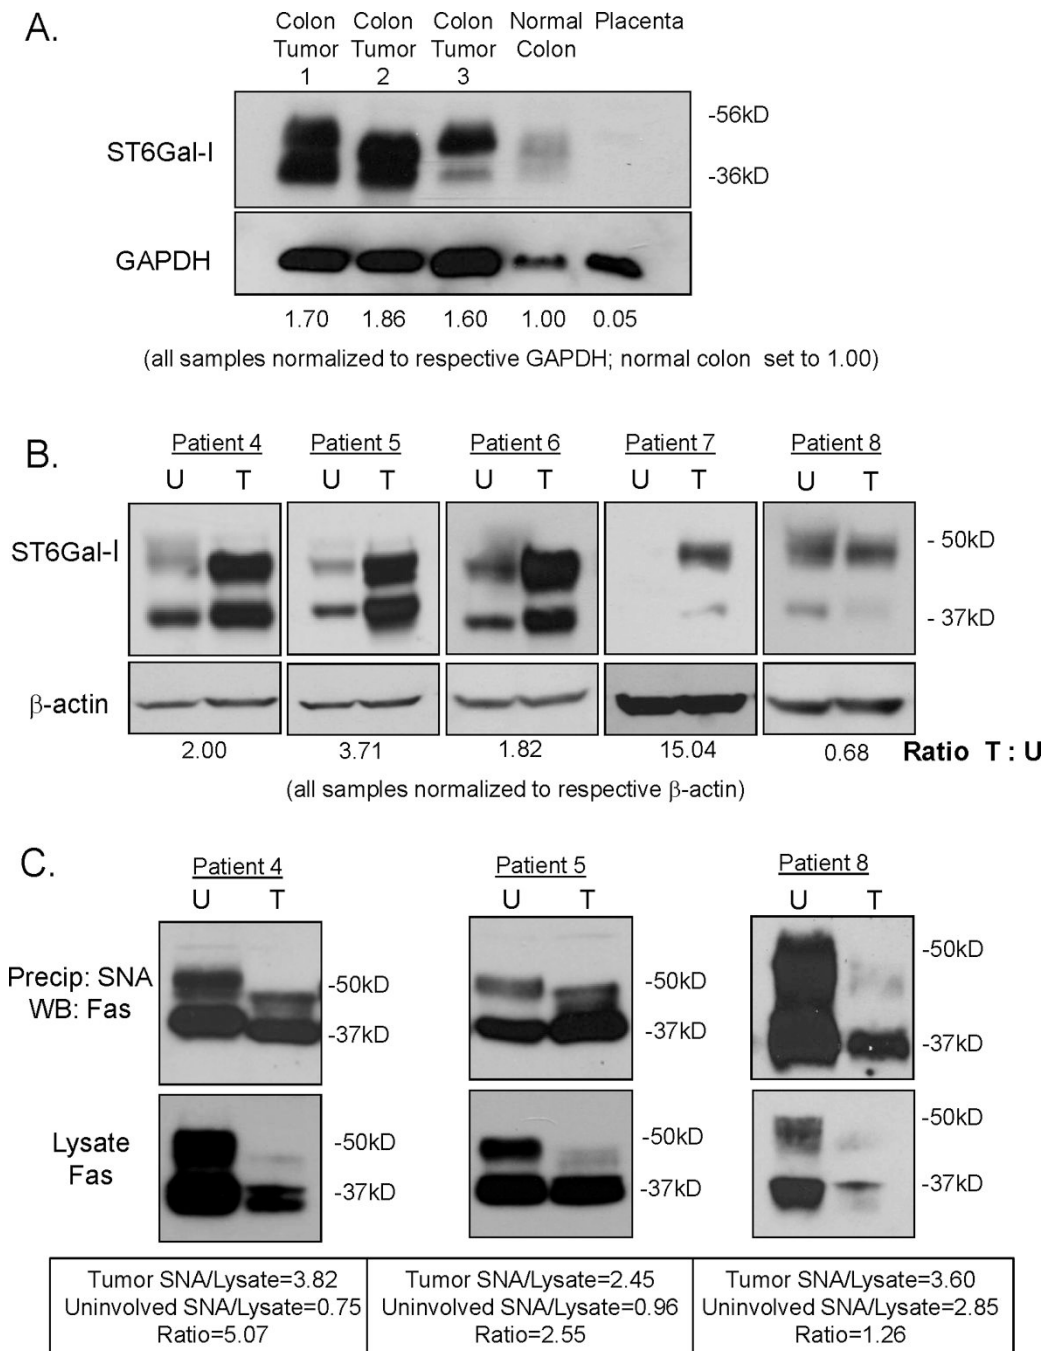 A.
Colon Colon Colon Normal Placenta
Tumor Tumor Tumor Colon
1 2 3
ST6Gal-I
-56kD
-36kD
GAPDH
1.70 1.86 1.60 1.00 0.05
(all samples normalized to respective GAPDH; normal colon set to 1.00)
B.
Patient 4 Patient 5 Patient 6 Patient 7 Patient 8
U T U T U T U T U T
ST6Gal-I
- 50kD
- 37kD
β-actin
2.00 3.71 1.82 15.04 0.68 Ratio T : U
(all samples normalized to respective β-actin)
C.
Patient 4 Patient 5 Patient 8
U T U T U T
Precip: SNA
WB: Fas
-50kD -50kD -50kD
-37kD -37kD -37kD
Lysate
Fas
-50kD -50kD -50kD
-37kD -37kD -37kD
Tumor SNA/Lysate=3.82 Tumor SNA/Lysate=2.45 Tumor SNA/Lysate=3.60
Uninvolved SNA/Lysate=0.75 Uninvolved SNA/Lysate=0.96 Uninvolved SNA/Lysate=2.85
Ratio=5.07 Ratio=2.55 Ratio=1.26